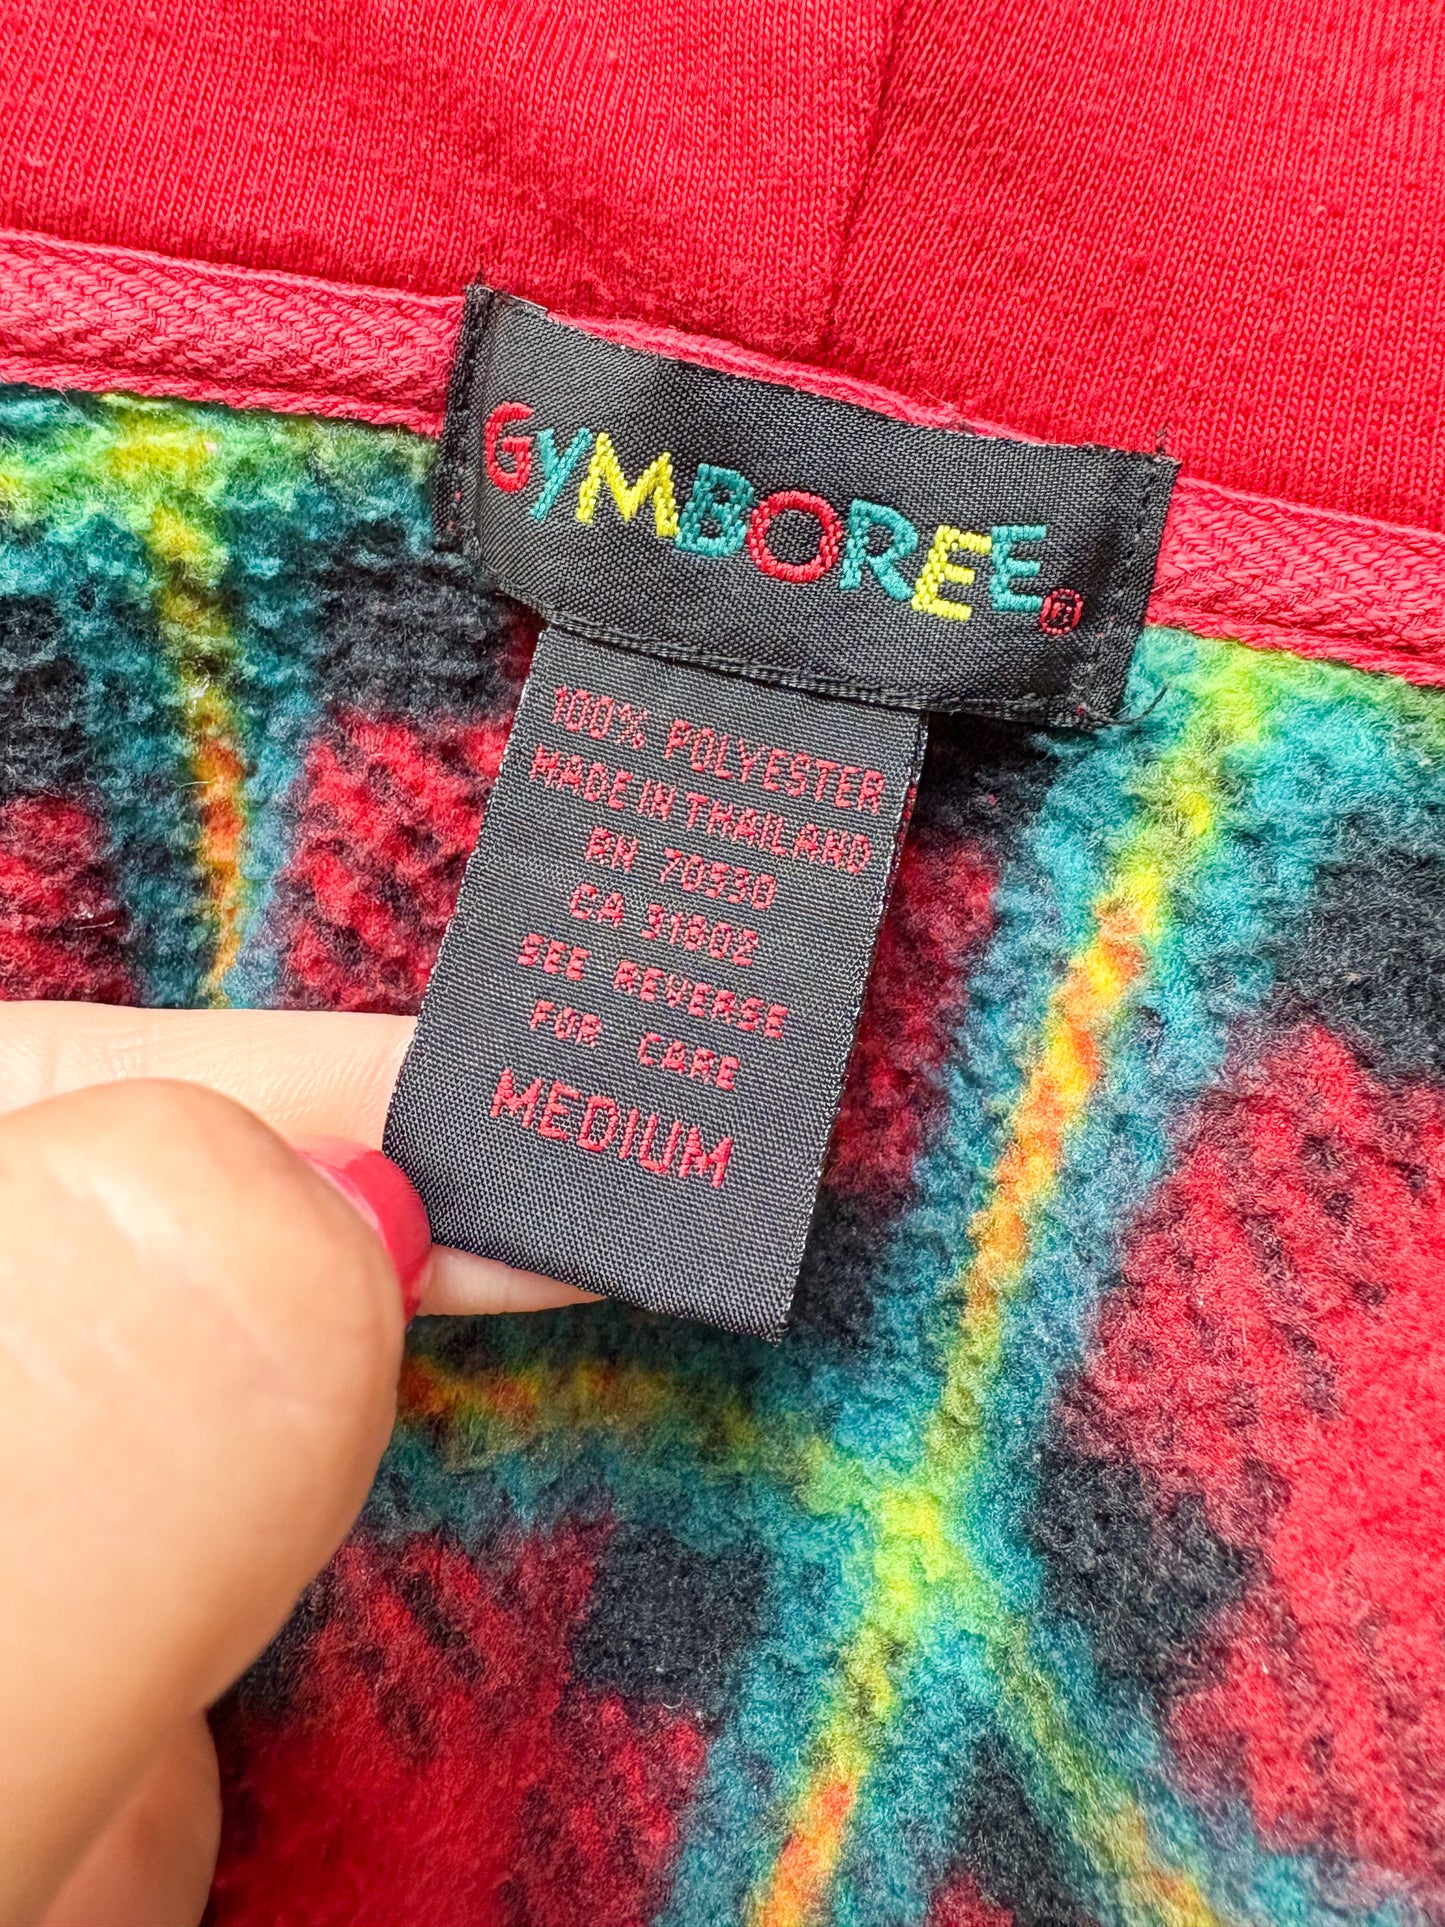 GYMBOREE®
100% POLYESTER
MADE IN THAILAND
RN 70530
CA 31802
SEE REVERSE
FOR CARE
MEDIUM